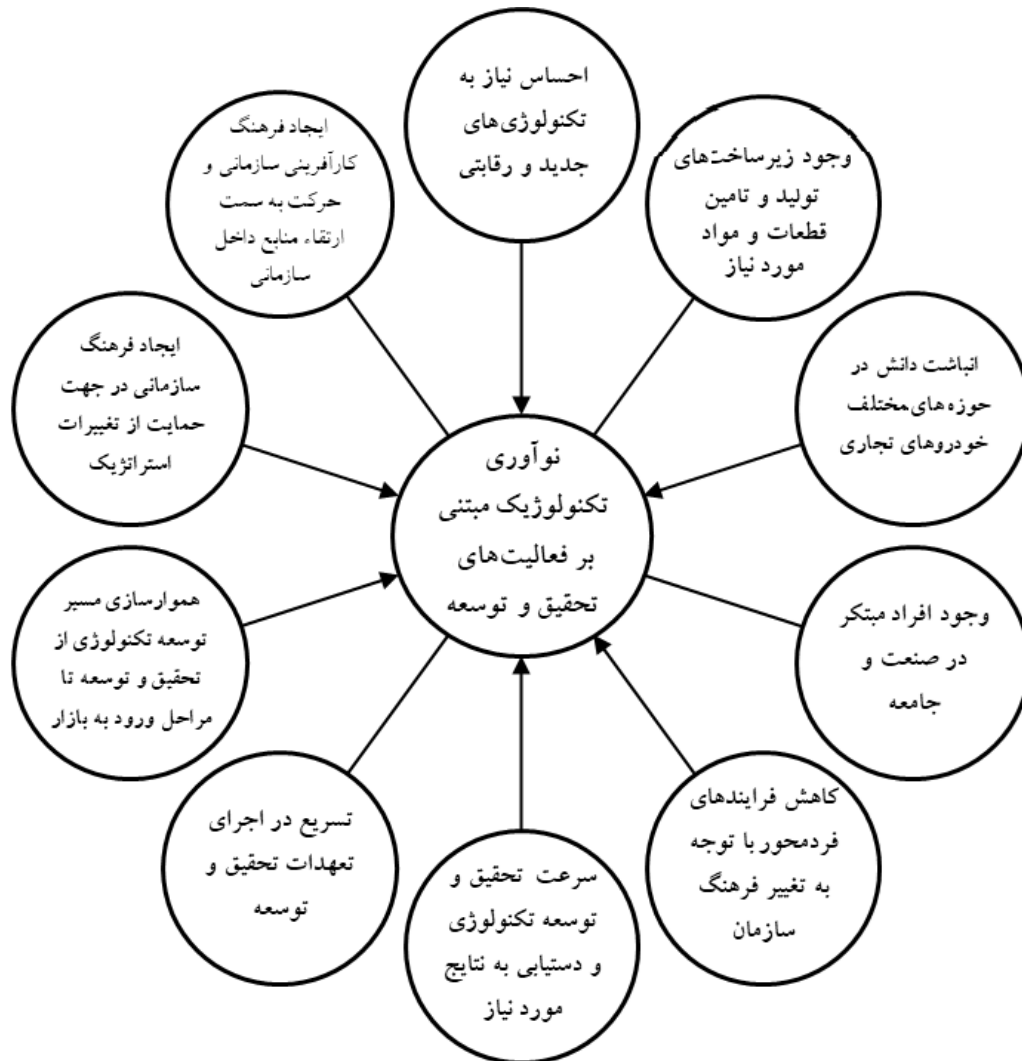 احساس نیاز به
تکنولوژی‌های
جدید و رقابتی
وجود زیرساخت‌های
تولید و تامین
قطعات و مواد
مورد نیاز
انباشت دانش در
حوزه‌های مختلف
خودروهای تجاری
وجود افراد مبتکر
در صنعت و
جامعه
کاهش فرایندهای
فردمحور با توجه
به تغییر فرهنگ
سازمان
سرعت تحقیق و
توسعه تکنولوژی
و دستیابی به نتایج
مورد نیاز
تسریع در اجرای
تعهدات تحقیق و
توسعه
هموارسازی مسیر
توسعه تکنولوژی از
تحقیق و توسعه تا
مراحل ورود به بازار
ایجاد فرهنگ
سازمانی در جهت
حمایت از تغییرات
استراتژیک
ایجاد فرهنگ
کارآفرینی سازمانی و
حرکت به سمت
ارتقاء منابع داخل
سازمانی
نوآوری
تکنولوژیک مبتنی
بر فعالیت‌های
تحقیق و توسعه